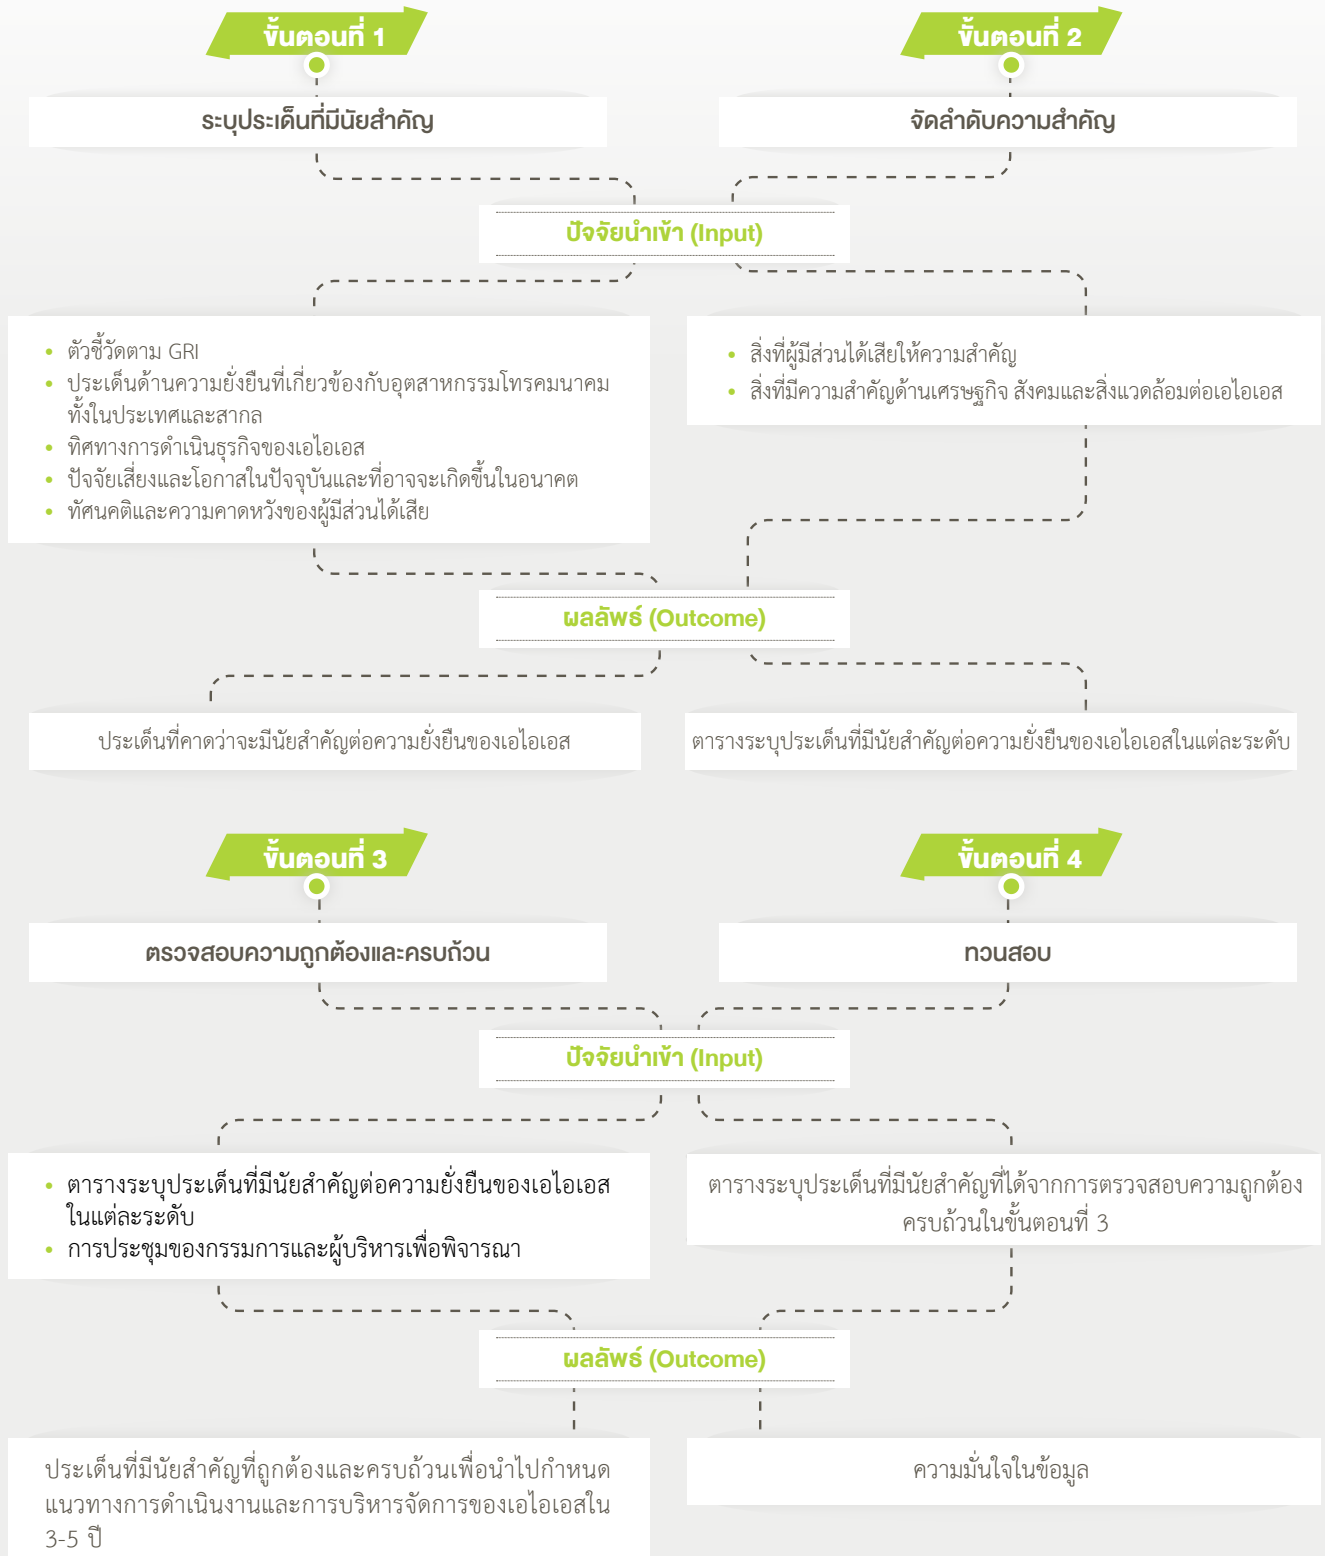 ขั้นตอนที่ 1
ระบุประเด็นที่มีนัยสำคัญ
ขั้นตอนที่ 2
จัดลำดับความสำคัญ
ปัจจัยนำเข้า (Input)
• ตัวชี้วัดตาม GRI
• ประเด็นด้านความยั่งยืนที่เกี่ยวข้องกับอุตสาหกรรมโทรคมนาคม
ทั้งในประเทศและสากล
• ทิศทางการดำเนินธุรกิจของเอไอเอส
• ปัจจัยเสี่ยงและโอกาสในปัจจุบันและที่อาจจะเกิดขึ้นในอนาคต
• ทัศนคติและความคาดหวังของผู้มีส่วนได้เสีย
• สิ่งที่ผู้มีส่วนได้เสียให้ความสำคัญ
• สิ่งที่มีความสำคัญด้านเศรษฐกิจ สังคมและสิ่งแวดล้อมต่อเอไอเอส
ผลลัพธ์ (Outcome)
ประเด็นที่คาดว่าจะมีนัยสำคัญต่อความยั่งยืนของเอไอเอส
ตารางระบุประเด็นที่มีนัยสำคัญต่อความยั่งยืนของเอไอเอสในแต่ละระดับ
ขั้นตอนที่ 3
ตรวจสอบความถูกต้องและครบถ้วน
ขั้นตอนที่ 4
ทวนสอบ
ปัจจัยนำเข้า (Input)
• ตารางระบุประเด็นที่มีนัยสำคัญต่อความยั่งยืนของเอไอเอส
ในแต่ละระดับ
• การประชุมของกรรมการและผู้บริหารเพื่อพิจารณา
ตารางระบุประเด็นที่มีนัยสำคัญที่ได้จากการตรวจสอบความถูกต้อง
ครบถ้วนในขั้นตอนที่ 3
ผลลัพธ์ (Outcome)
ประเด็นที่มีนัยสำคัญที่ถูกต้องและครบถ้วนเพื่อนำไปกำหนด
แนวทางการดำเนินงานและการบริหารจัดการของเอไอเอสใน
3-5 ปี
ความมั่นใจในข้อมูล